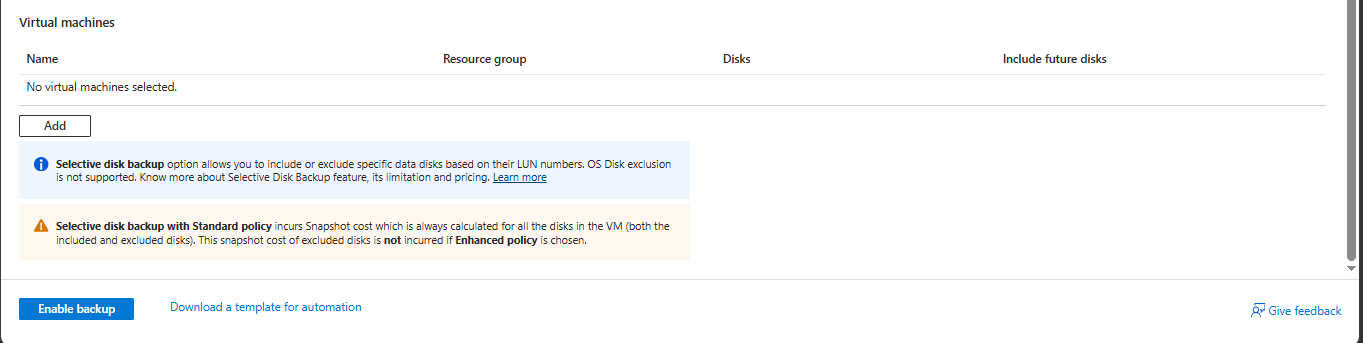 Virtual machines
Name Resource group Disks Include future disks
No virtual machines selected.
Add
Selective disk backup option allows you to include or exclude specific data disks based on their LUN numbers. OS Disk exclusion
is not supported. Know more about Selective Disk Backup feature, its limitation and pricing. Learn more
Selective disk backup with Standard policy incurs Snapshot cost which is always calculated for all the disks in the VM (both the
included and excluded disks). This snapshot cost of excluded disks is not incurred if Enhanced policy is chosen.
Enable backup Download a template for automation Give feedback